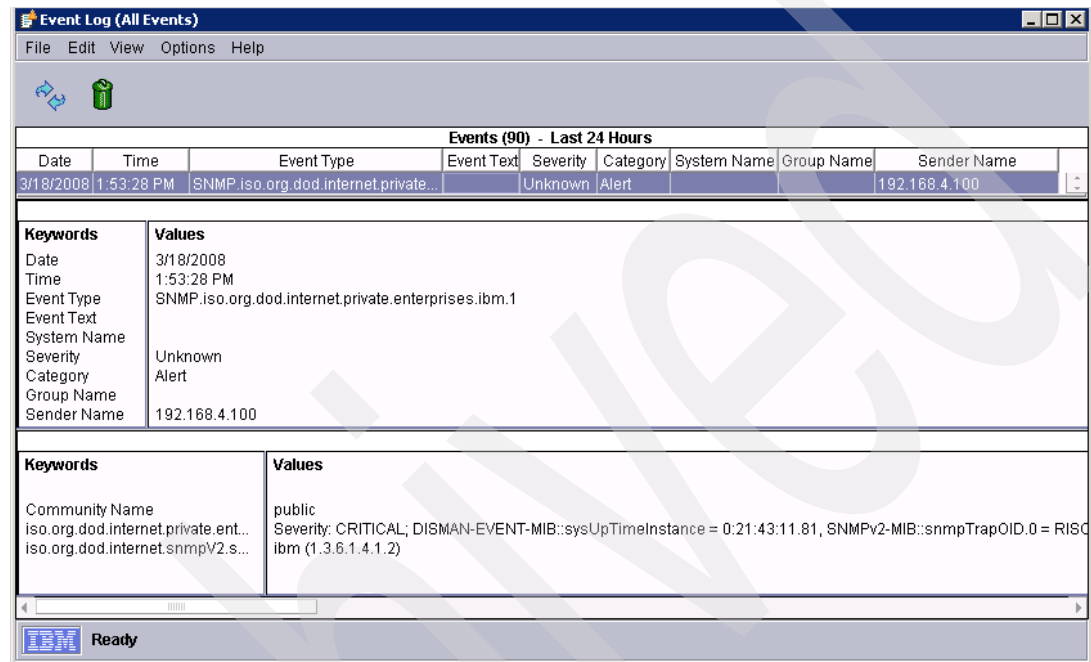 Event Log (All Events)
File Edit View Options Help
Events (90) - Last 24 Hours
Date Time Event Type Event Text Severity Category System Name Group Name Sender Name
3/18/2008 1:53:28 PM SNMP.iso.org.dod.internet.private... Unknown Alert 192.168.4.100
Keywords Values
Date 3/18/2008
Time 1:53:28 PM
Event Type SNMP.iso.org.dod.internet.private.enterprises.ibm.1
Event Text
System Name
Severity Unknown
Category Alert
Group Name
Sender Name 192.168.4.100
Keywords Values
Community Name public
iso.org.dod.internet.private.ent... Severity: CRITICAL; DISMAN-EVENT-MIB::sysUpTimeInstance = 0:21:43:11.81, SNMPv2-MIB::snmpTrapOID.0 = RISC
iso.org.dod.internet.snmpV2.s... ibm (1.3.6.1.4.1.2)
IBM Ready